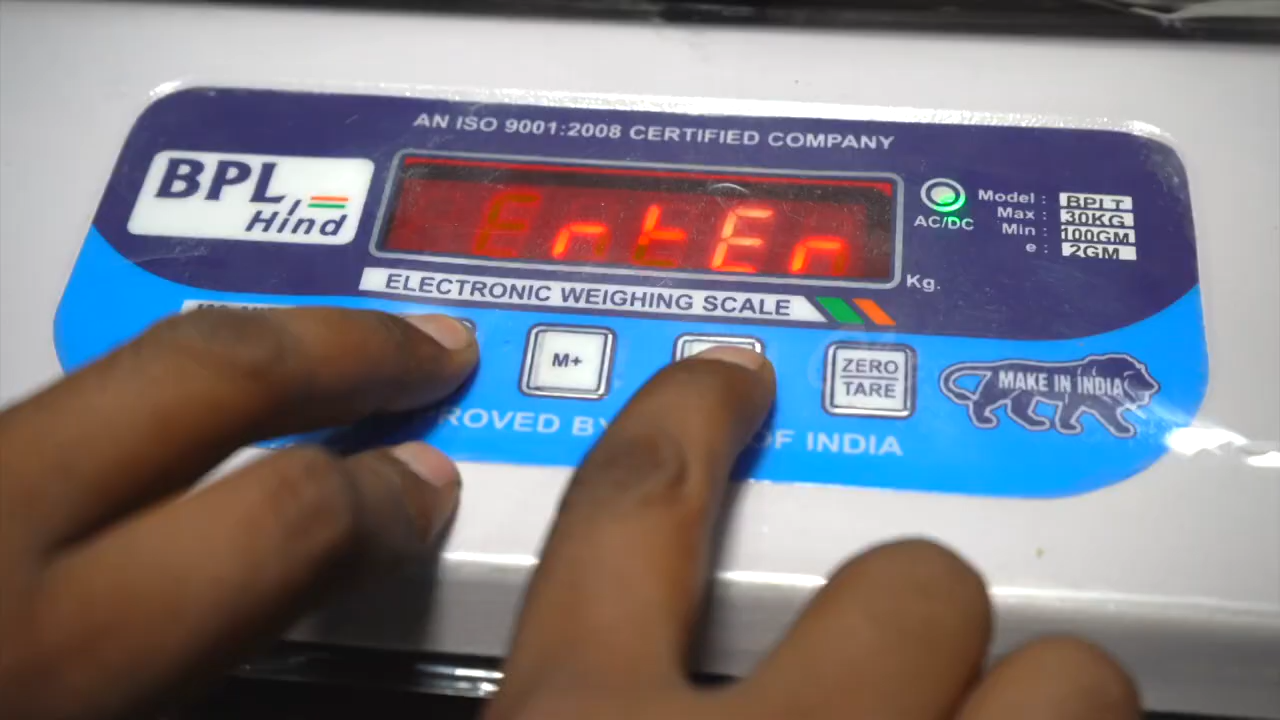 AN ISO 9001:2008 CERTIFIED COMPANY
BPL
Hind
EntEn
AC/DC
Model : BPLT
Max : 30KG
Min : 100GM
e : 2GM
Kg.
ELECTRONIC WEIGHING SCALE
M+
ZERO
TARE
MAKE IN INDIA
ROVED BY OF INDIA